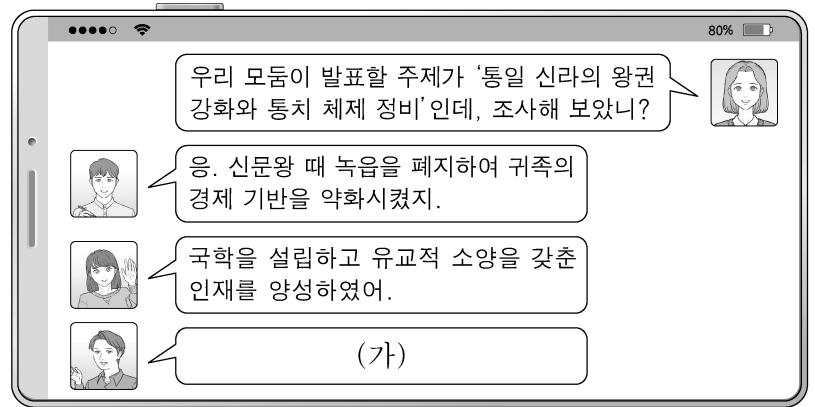 80%
우리 모둠이 발표할 주제가 ‘통일 신라의 왕권
강화와 통치 체제 정비’인데, 조사해 보았니?
응. 신문왕 때 녹읍을 폐지하여 귀족의
경제 기반을 약화시켰지.
국학을 설립하고 유교적 소양을 갖춘
인재를 양성하였어.
(가)